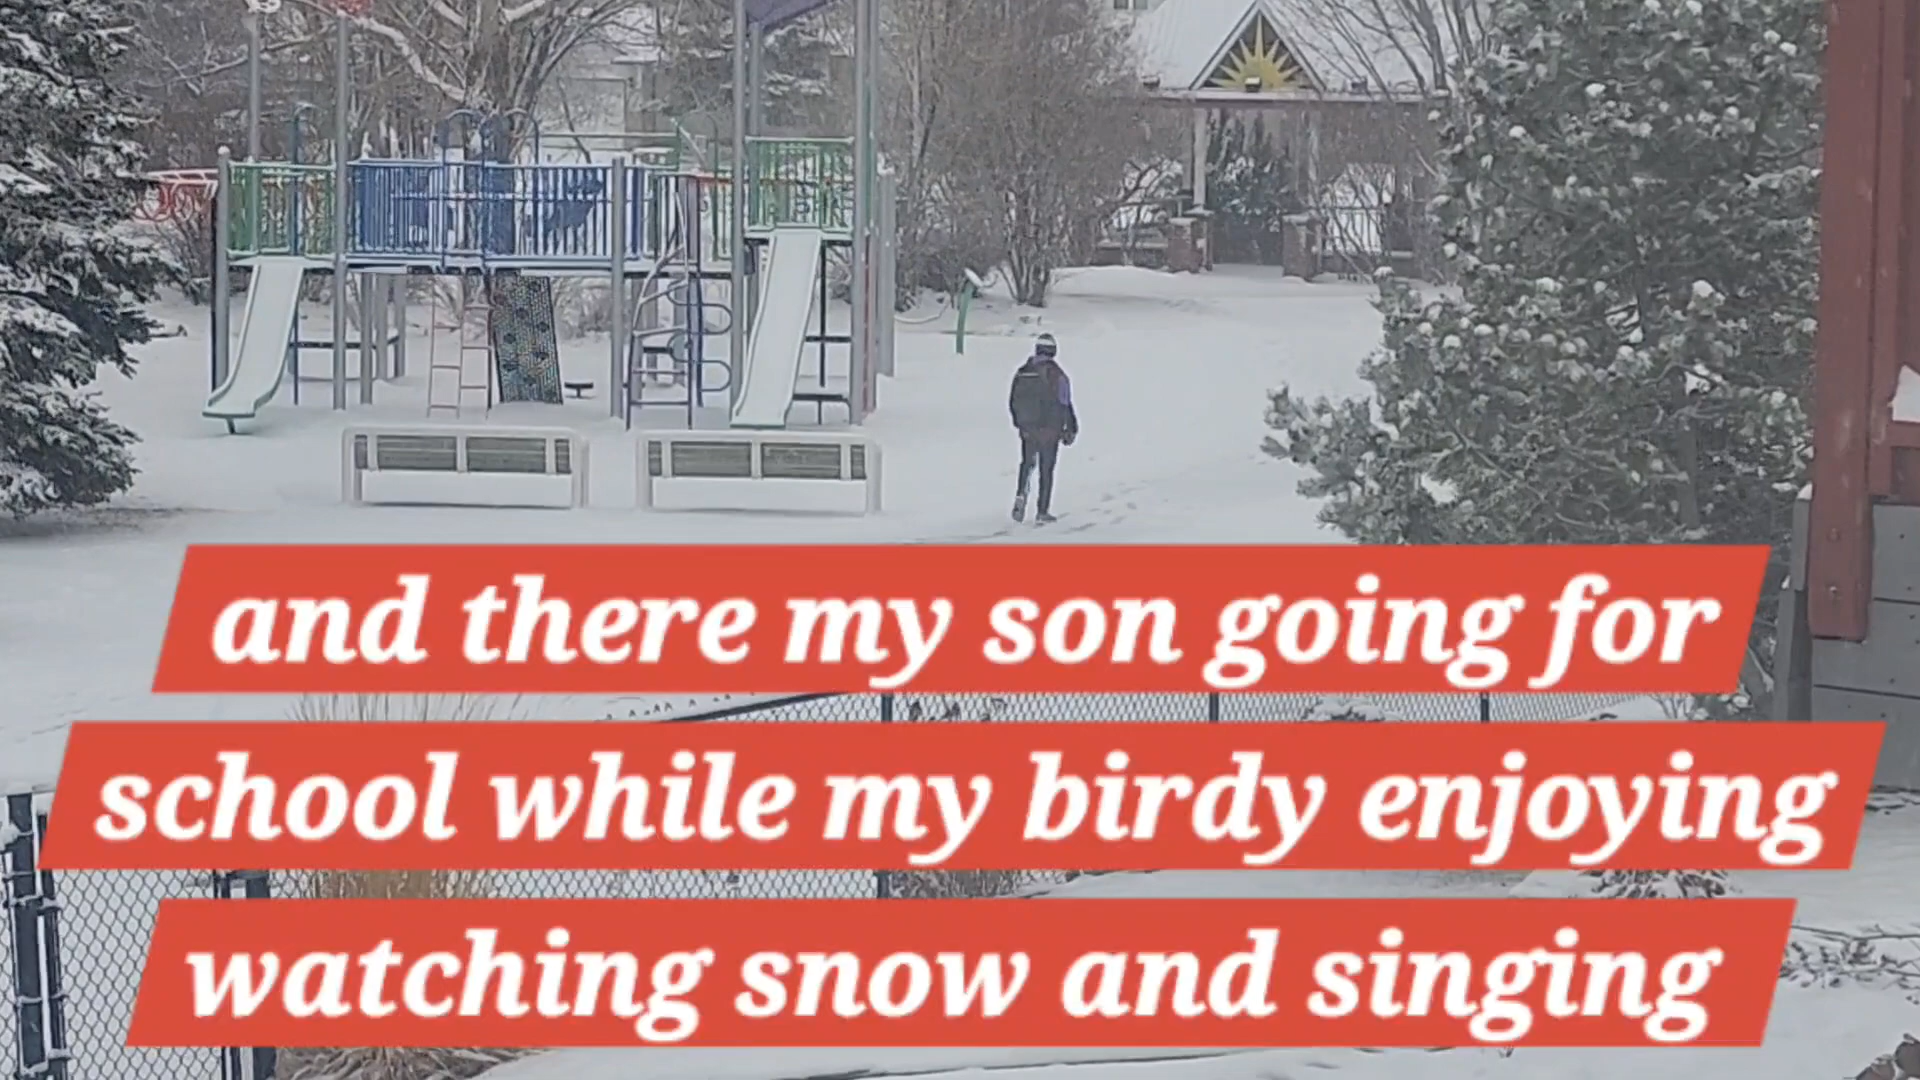 and there my son going for
school while my birdy enjoying
watching snow and singing